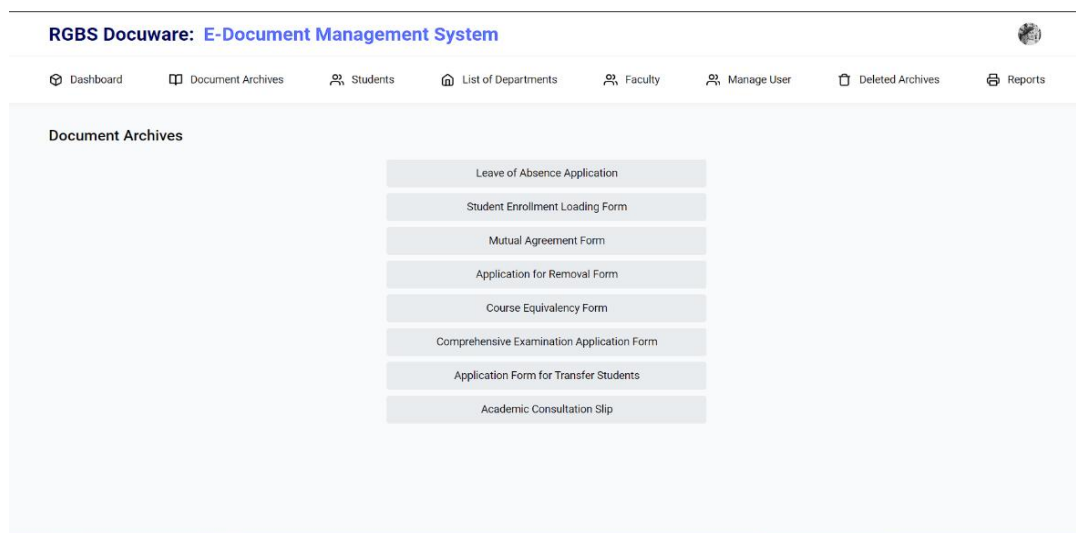 RGBS Docuware: E-Document Management System
Dashboard Document Archives Students List of Departments Faculty Manage User Deleted Archives Reports
Document Archives
Leave of Absence Application
Student Enrollment Loading Form
Mutual Agreement Form
Application for Removal Form
Course Equivalency Form
Comprehensive Examination Application Form
Application Form for Transfer Students
Academic Consultation Slip